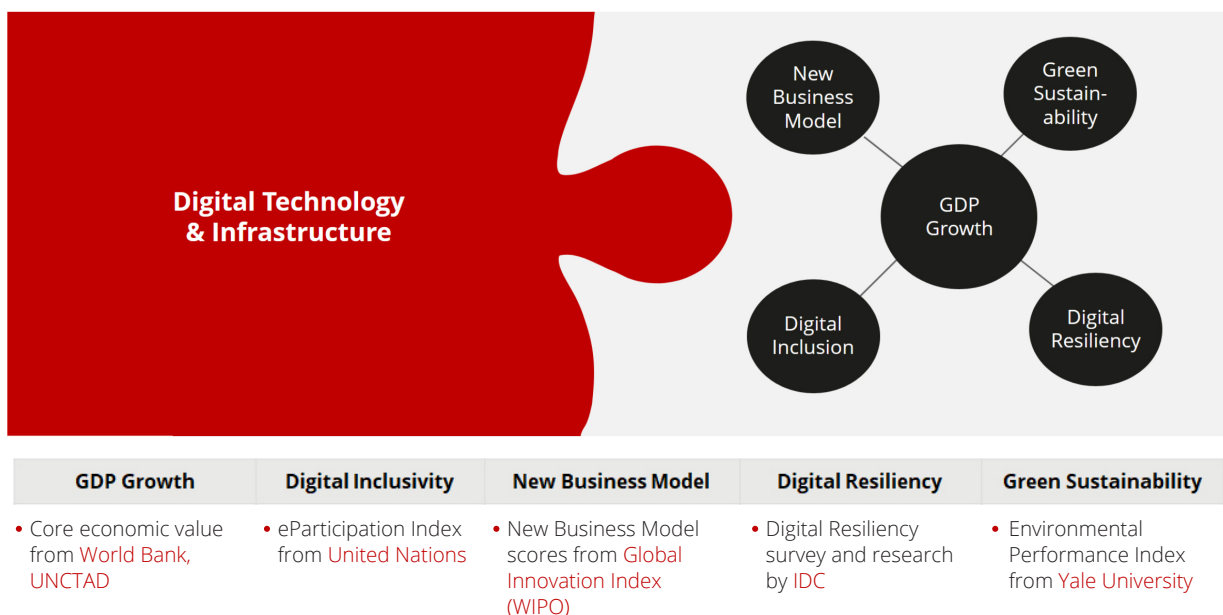 Digital Technology
& Infrastructure
New
Business
Model
Green
Sustain-
ability
GDP
Growth
Digital
Inclusion
Digital
Resiliency
GDP Growth
Digital Inclusivity
New Business Model
Digital Resiliency
Green Sustainability
• Core economic value
from World Bank,
UNCTAD
• eParticipation Index
from United Nations
• New Business Model
scores from Global
Innovation Index
(WIPO)
• Digital Resiliency
survey and research
by IDC
• Environmental
Performance Index
from Yale University